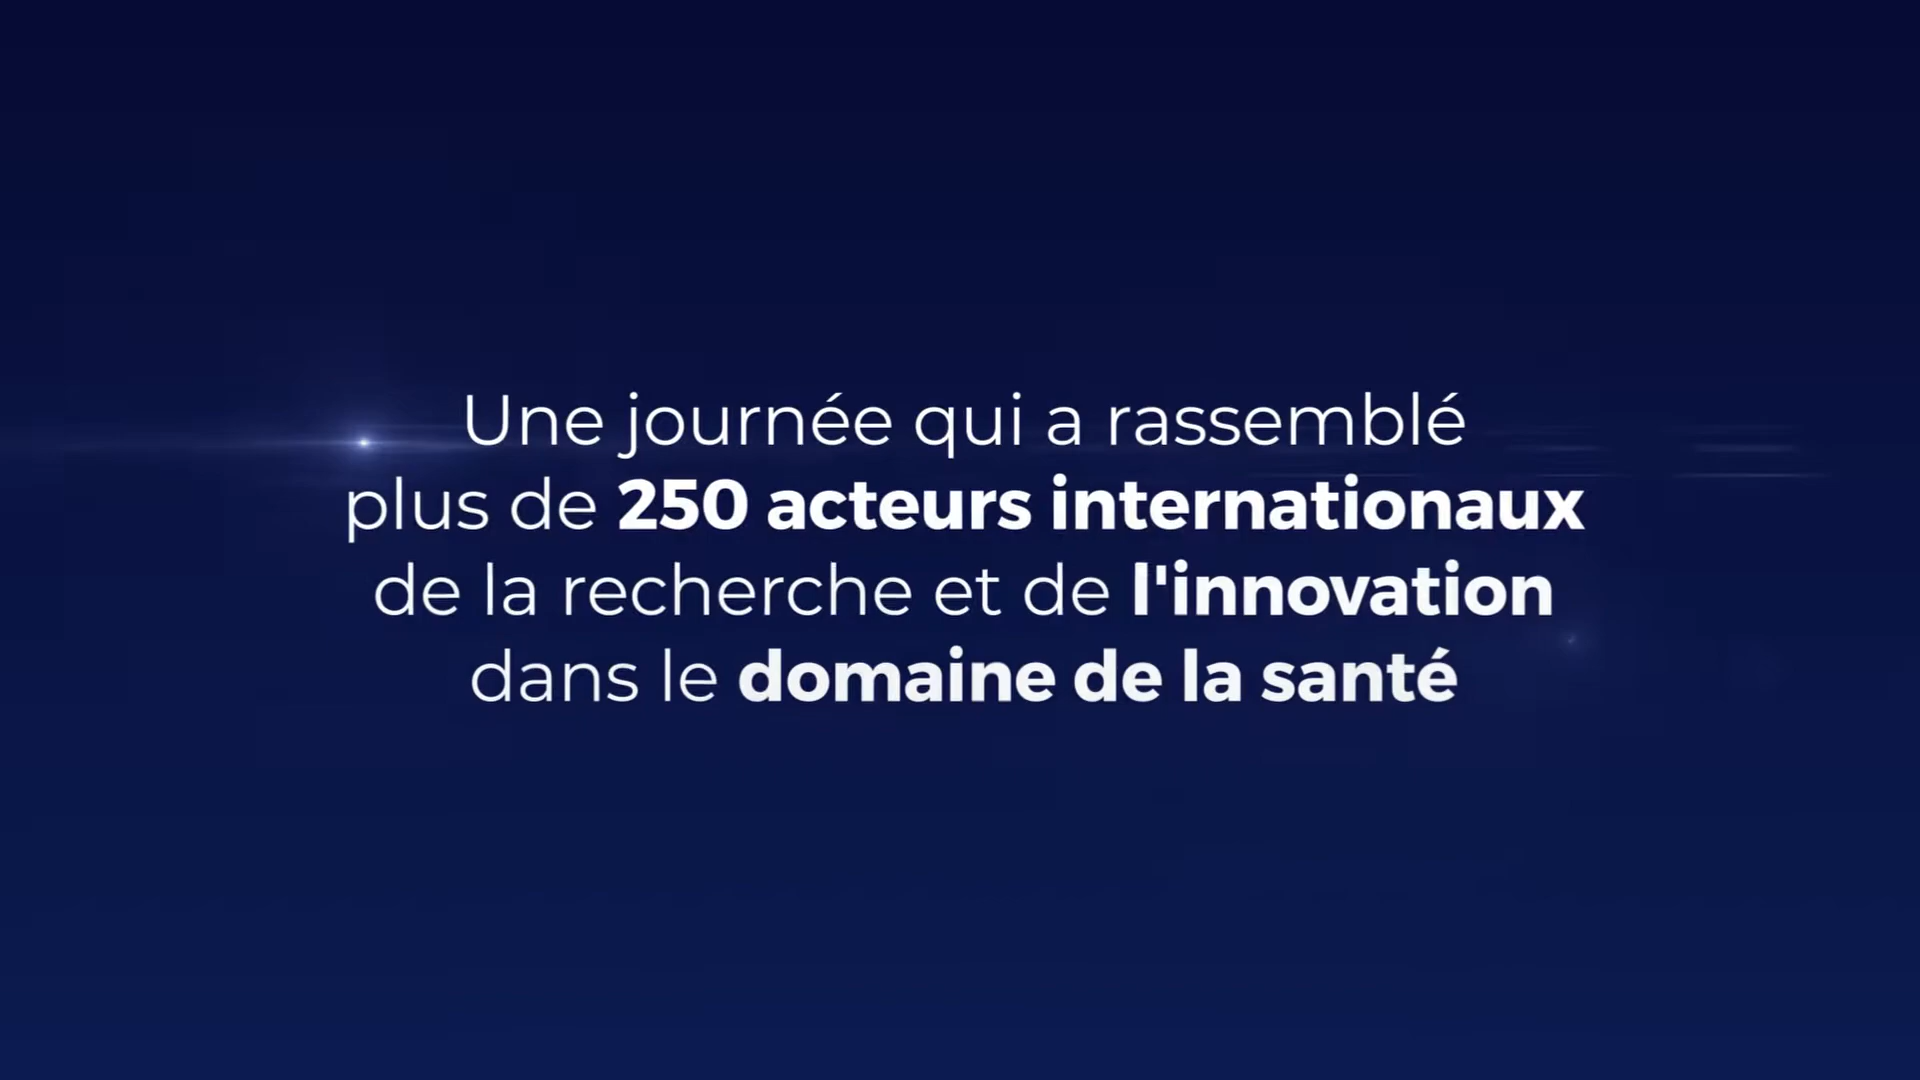 Une journée qui a rassemblé
plus de 250 acteurs internationaux
de la recherche et de l'innovation
dans le domaine de la santé